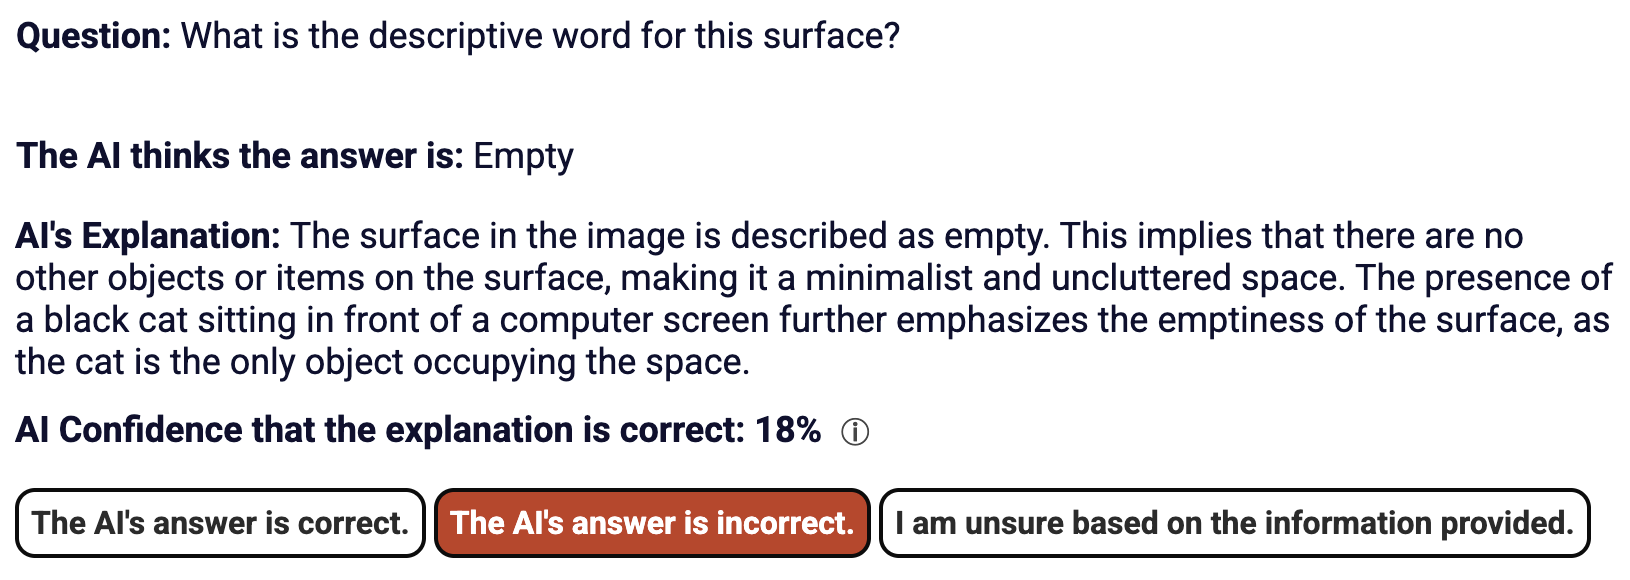 Question: What is the descriptive word for this surface?
The AI thinks the answer is: Empty
AI's Explanation: The surface in the image is described as empty. This implies that there are no
other objects or items on the surface, making it a minimalist and uncluttered space. The presence of
a black cat sitting in front of a computer screen further emphasizes the emptiness of the surface, as
the cat is the only object occupying the space.
AI Confidence that the explanation is correct: 18% ⓘ
The AI's answer is correct. The AI's answer is incorrect. I am unsure based on the information provided.